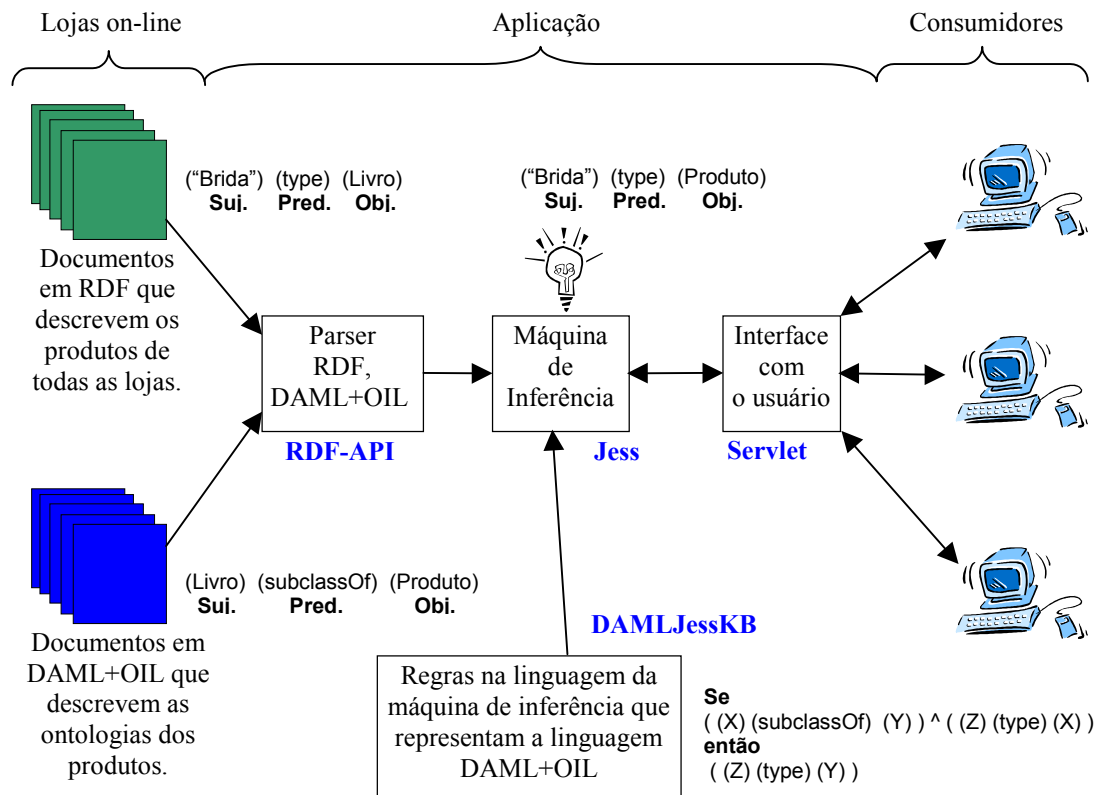 Lojas on-line
Aplicação
Consumidores
("Brida") (type) (Livro)
Suj. Pred. Obj.
("Brida") (type) (Produto)
Suj. Pred. Obj.
Documentos
em RDF que
descrevem os
produtos de
todas as lojas.
Parser
RDF,
DAML+OIL
RDF-API
Máquina
de
Inferência
Jess
Interface
com
o usuário
Servlet
(Livro) (subclassOf) (Produto)
Suj. Pred. Obj.
Documentos em
DAML+OIL que
descrevem as
ontologias dos
produtos.
DAMLJessKB
Regras na linguagem da
máquina de inferência que
representam a linguagem
DAML+OIL
Se
( (X) (subclassOf) (Y) ) ^ ( (Z) (type) (X) )
então
( (Z) (type) (Y) )